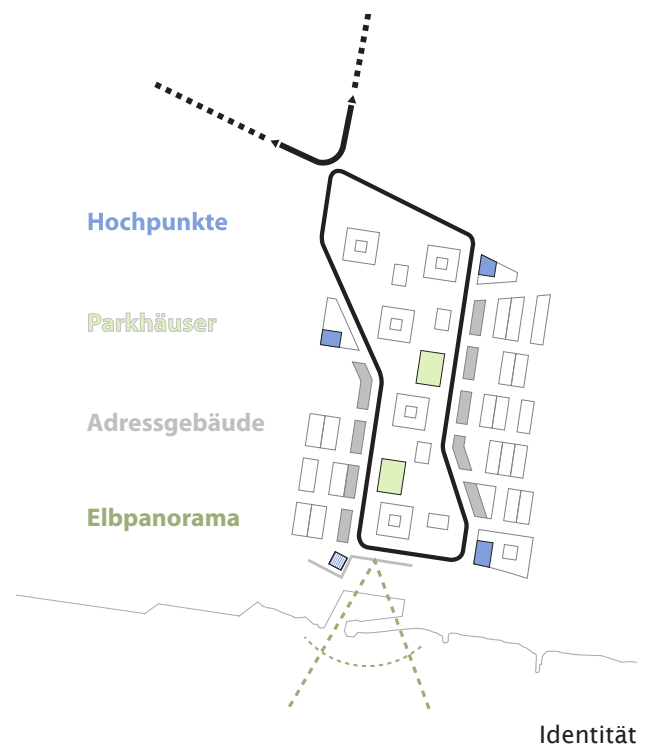 Hochpunkte
Parkhäuser
Adressgebäude
Elbpanorama
Identität